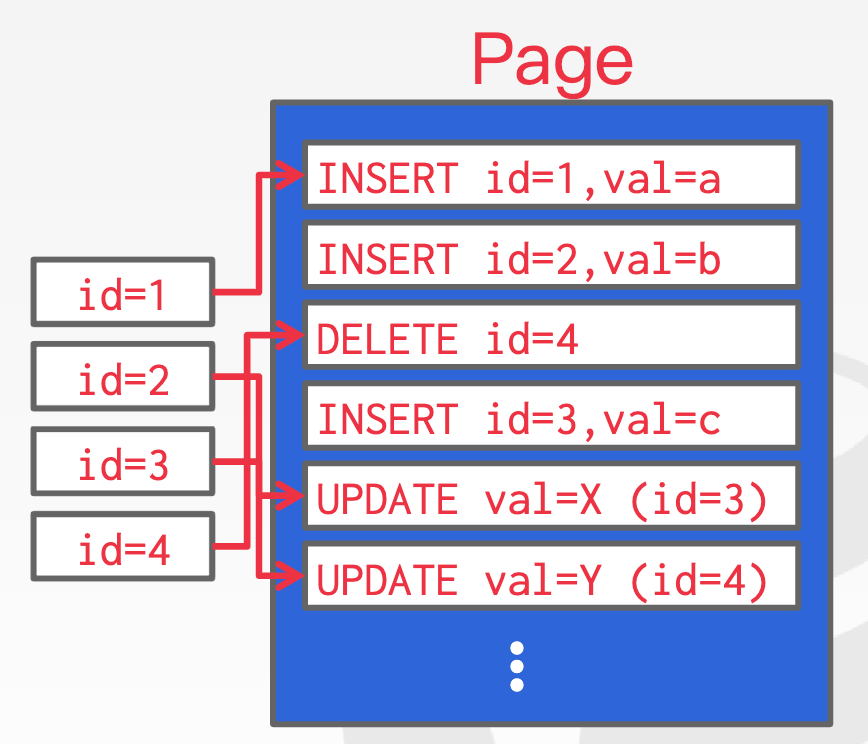 Page
INSERT id=1,val=a
INSERT id=2,val=b
DELETE id=4
INSERT id=3,val=c
UPDATE val=X (id=3)
UPDATE val=Y (id=4)
id=1
id=2
id=3
id=4